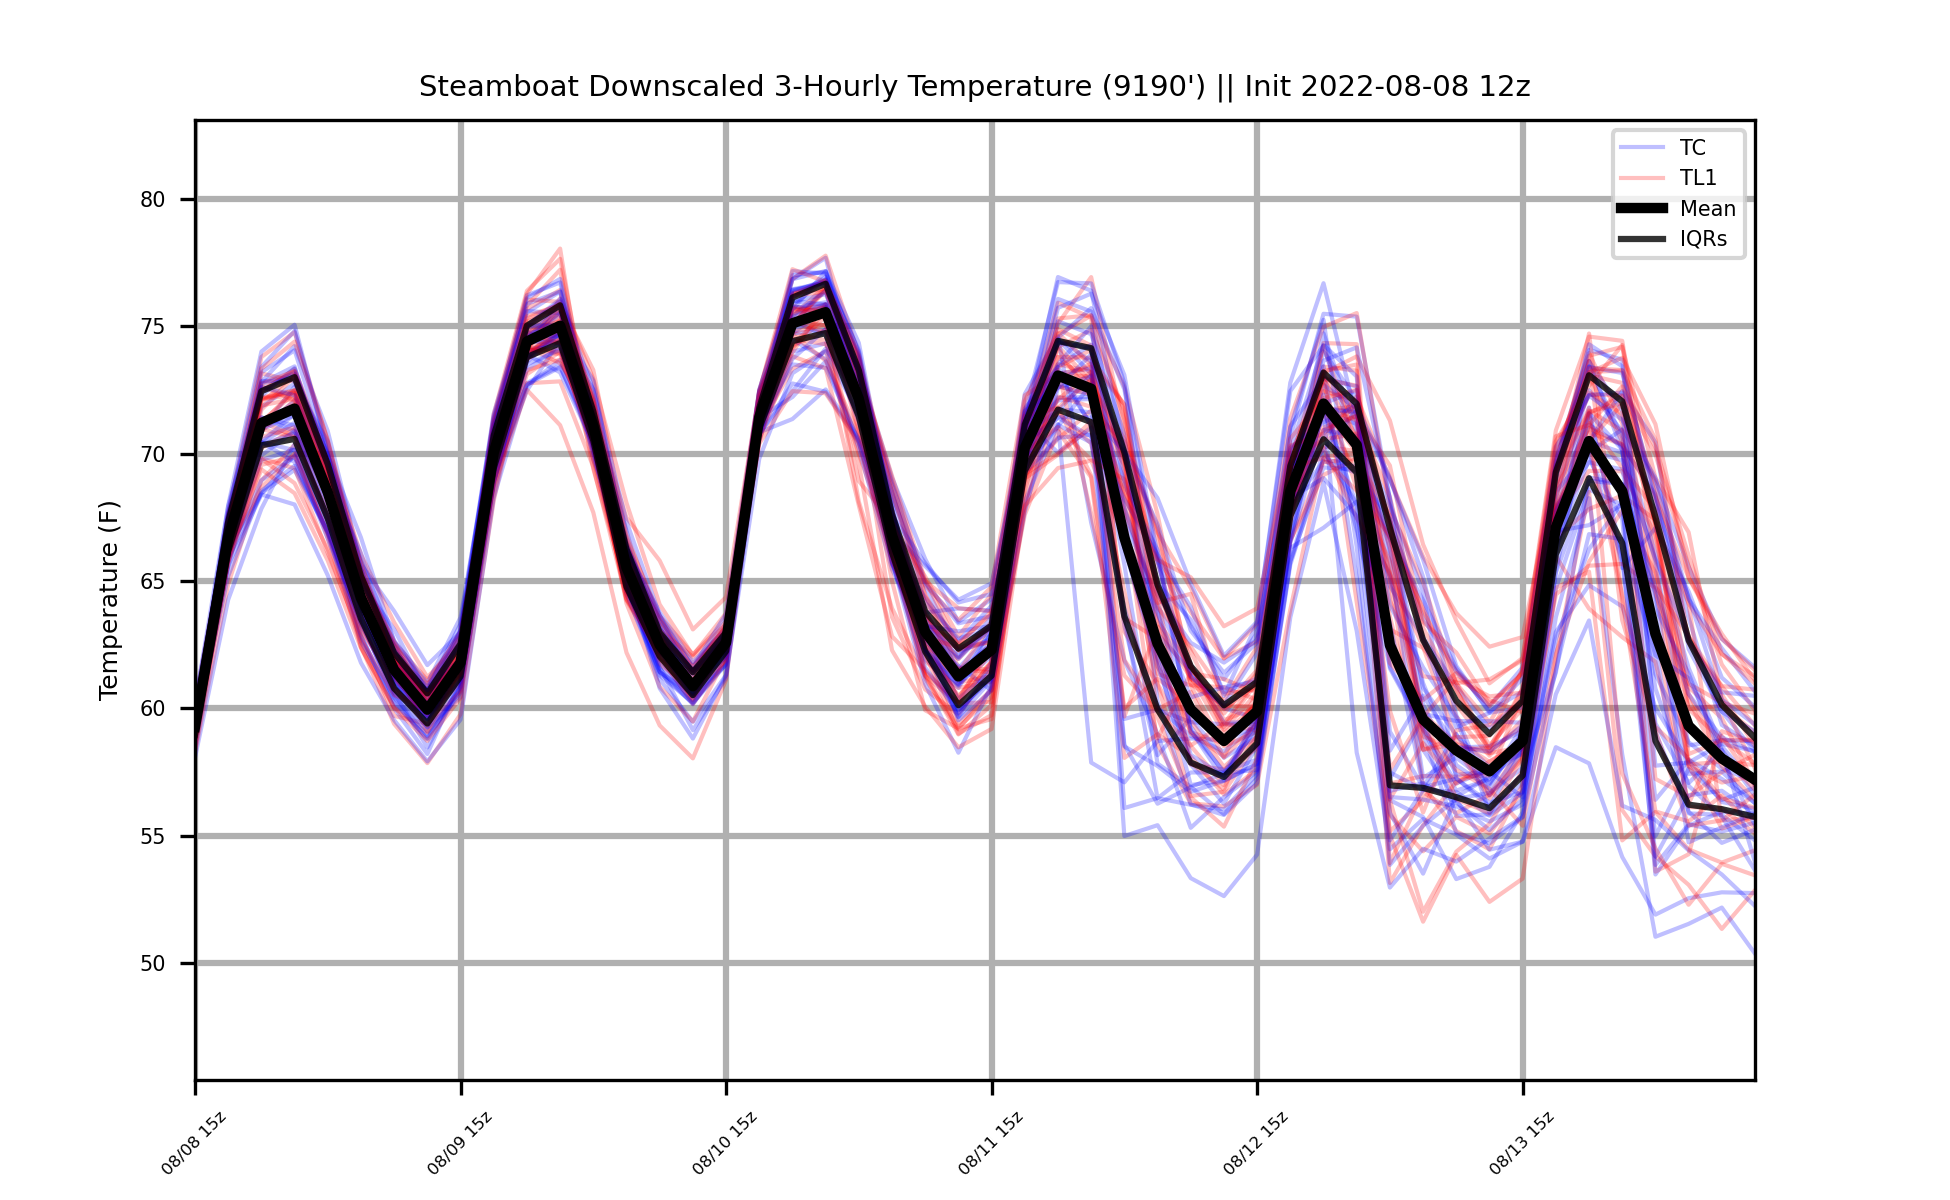 Steamboat Downscaled 3-Hourly Temperature (9190') || Init 2022-08-08 12z
TC
TL1
Mean
IQRs
Temperature (F)
80
75
70
65
60
55
50
08/08 15z
08/09 15z
08/10 15z
08/11 15z
08/12 15z
08/13 15z